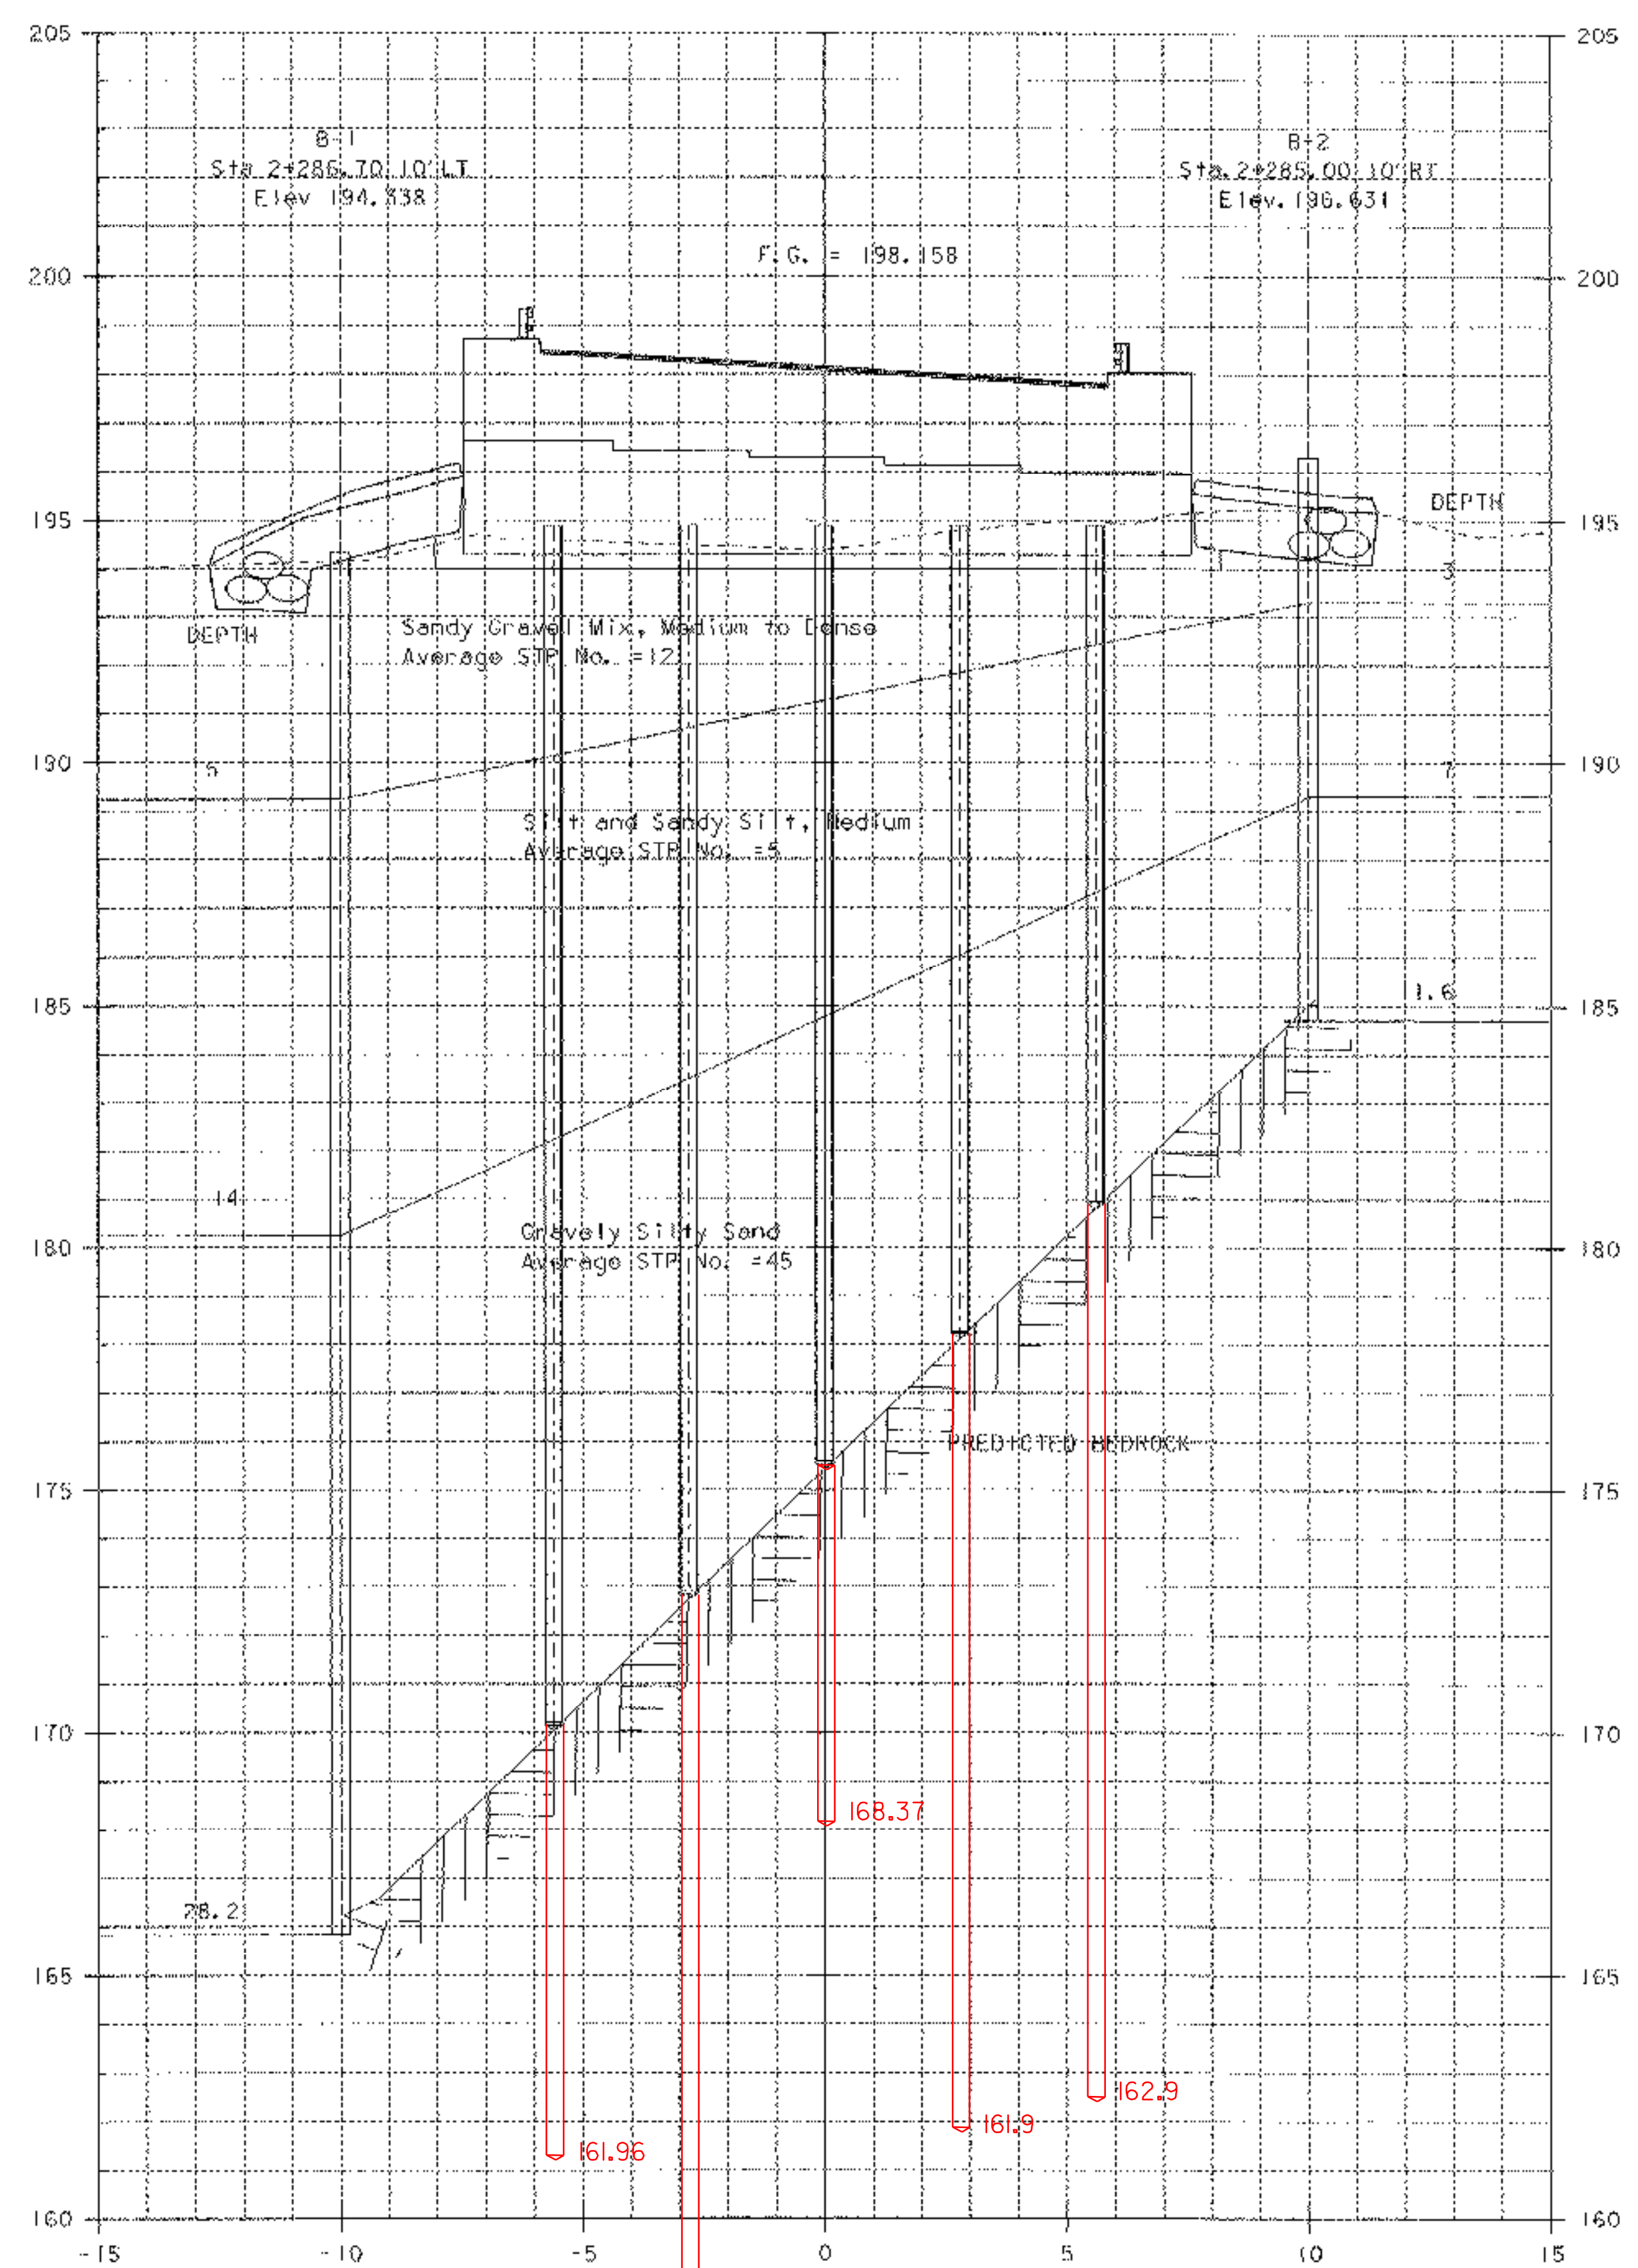 205
205
B-1
Sta 2+286.70 10' LT
Elev 194.338
B-2
Sta. 2+285.00 10' RT
Elev. 196.631
F.G. = 198.158
200
200
195
DEPTH
195
3
DEPTH
Sandy Gravel Mix, Medium to Dense
Average STP No. =12
190
5
7
190
Silt and Sandy Silt, Medium
Average STP No. =5
185
11.6
185
14
180
Gravely Silty Sand
Average STP No. =45
180
PREDICTED BEDROCK
175
175
170
170
168.37
28.2
165
165
162.9
161.9
161.96
160
160
-15
-10
-5
0
5
10
15